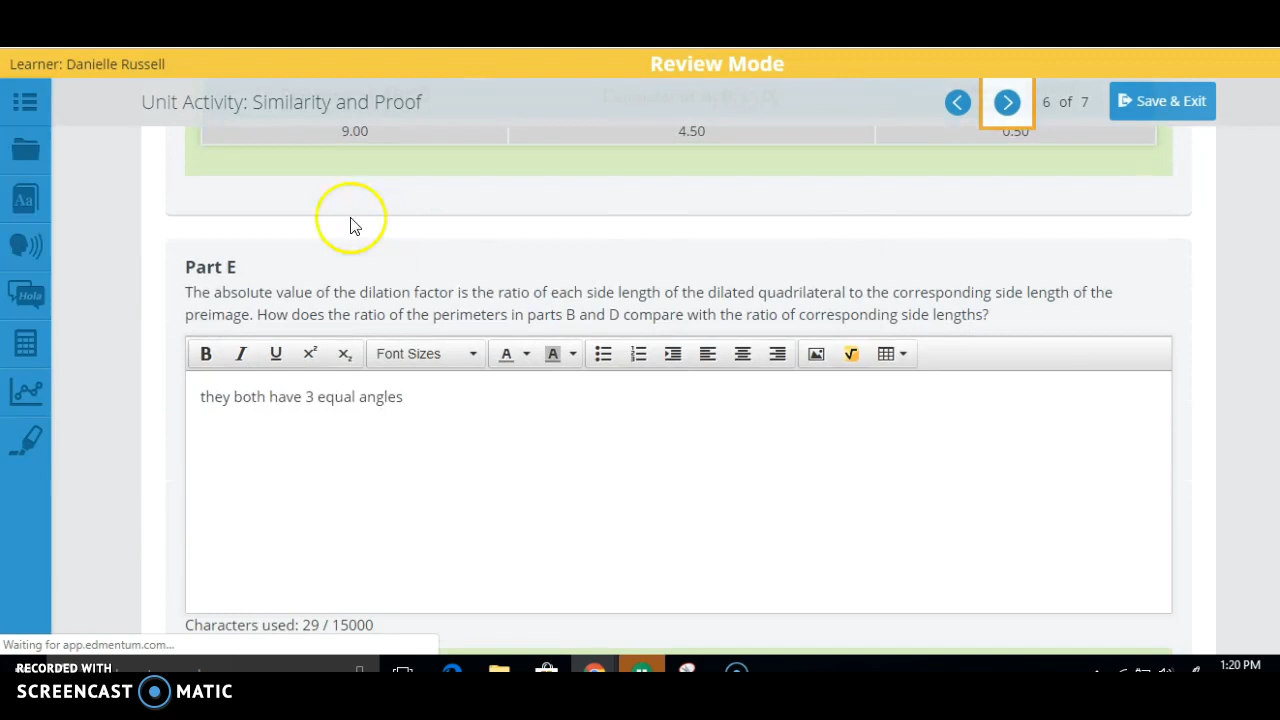 Learner: Danielle Russell
Review Mode
Unit Activity: Similarity and Proof
6 of 7
Save & Exit
9.00 4.50 0.50
Aa
Hola
Part E
The absolute value of the dilation factor is the ratio of each side length of the dilated quadrilateral to the corresponding side length of the
preimage. How does the ratio of the perimeters in parts B and D compare with the ratio of corresponding side lengths?
B I U X² X₂ Font Sizes A A
they both have 3 equal angles
Characters used: 29 / 15000
Waiting for app.edmentum.com...
1:20 PM
RECORDED WITH
SCREENCAST MATIC